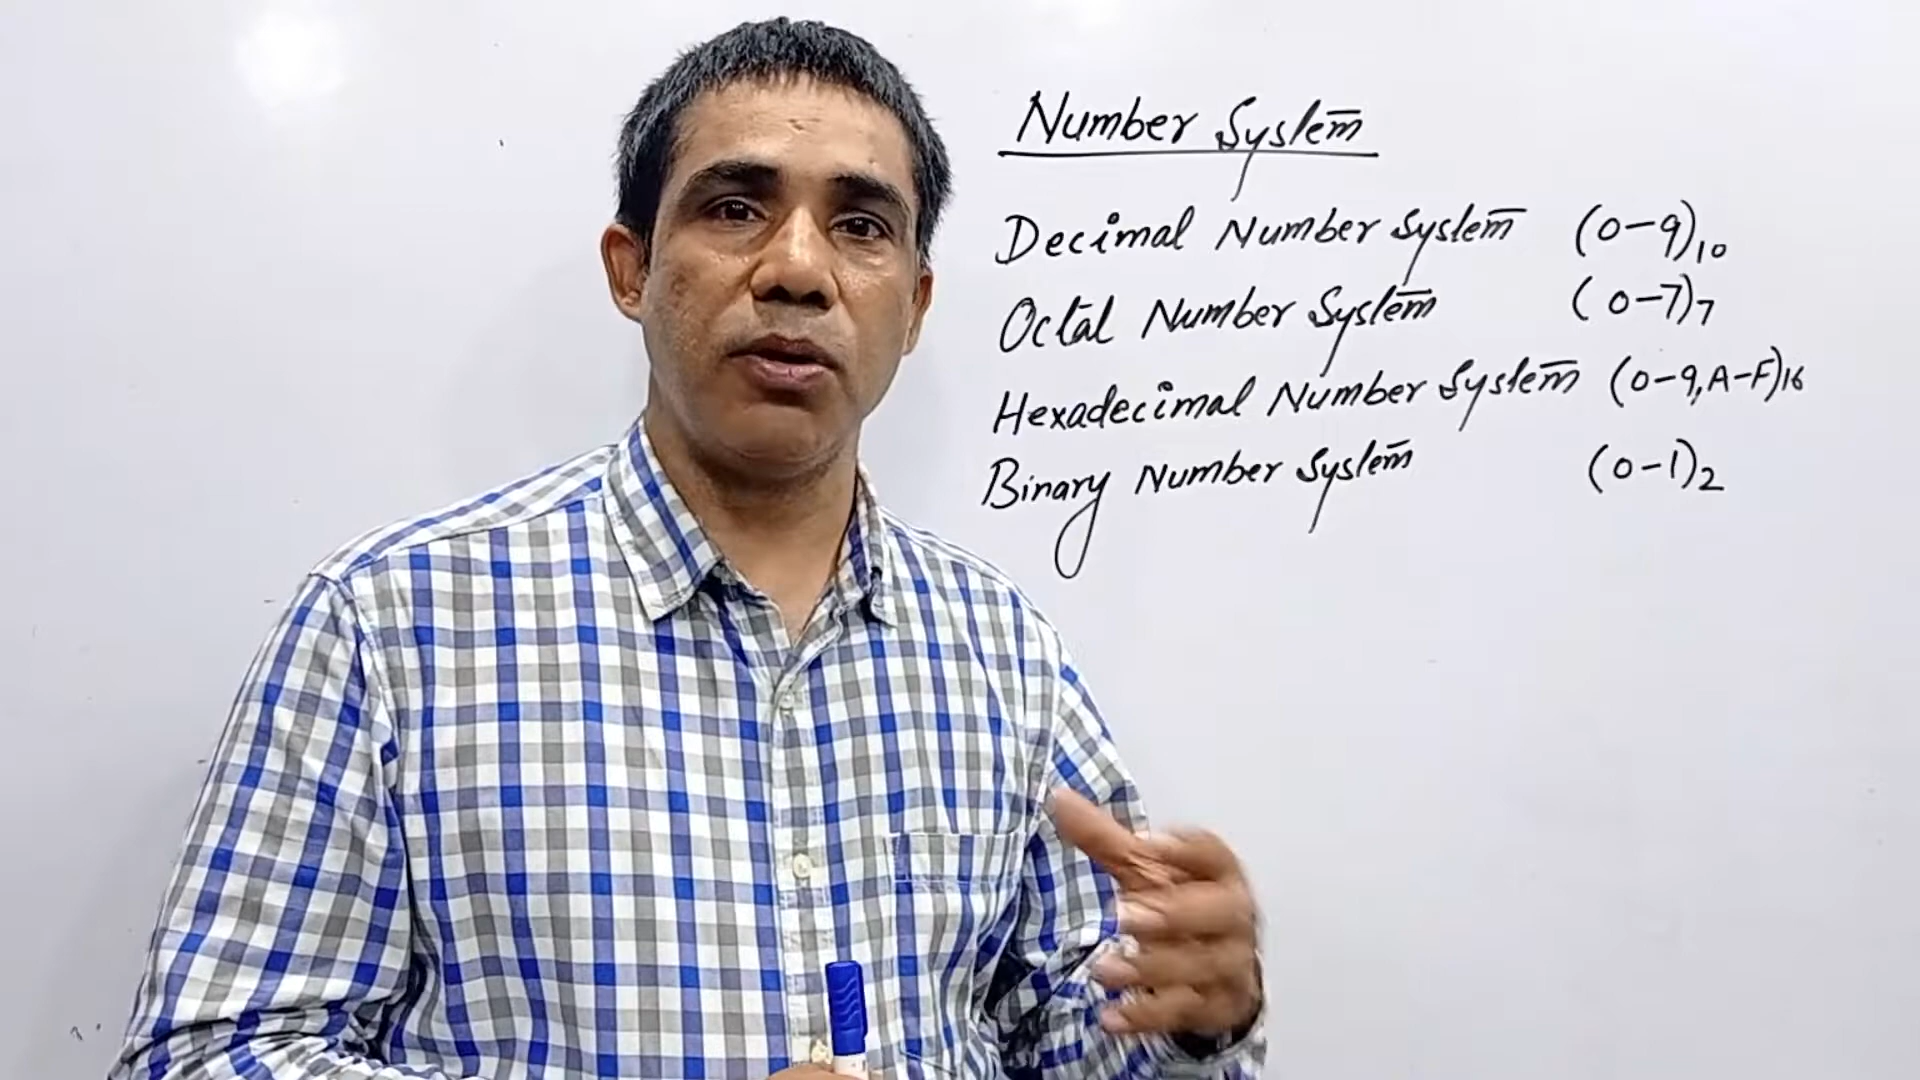 Number System
Decimal Number System (0-9)10
Octal Number System (0-7)7
Hexadecimal Number System (0-9,A-F)16
Binary Number System (0-1)2